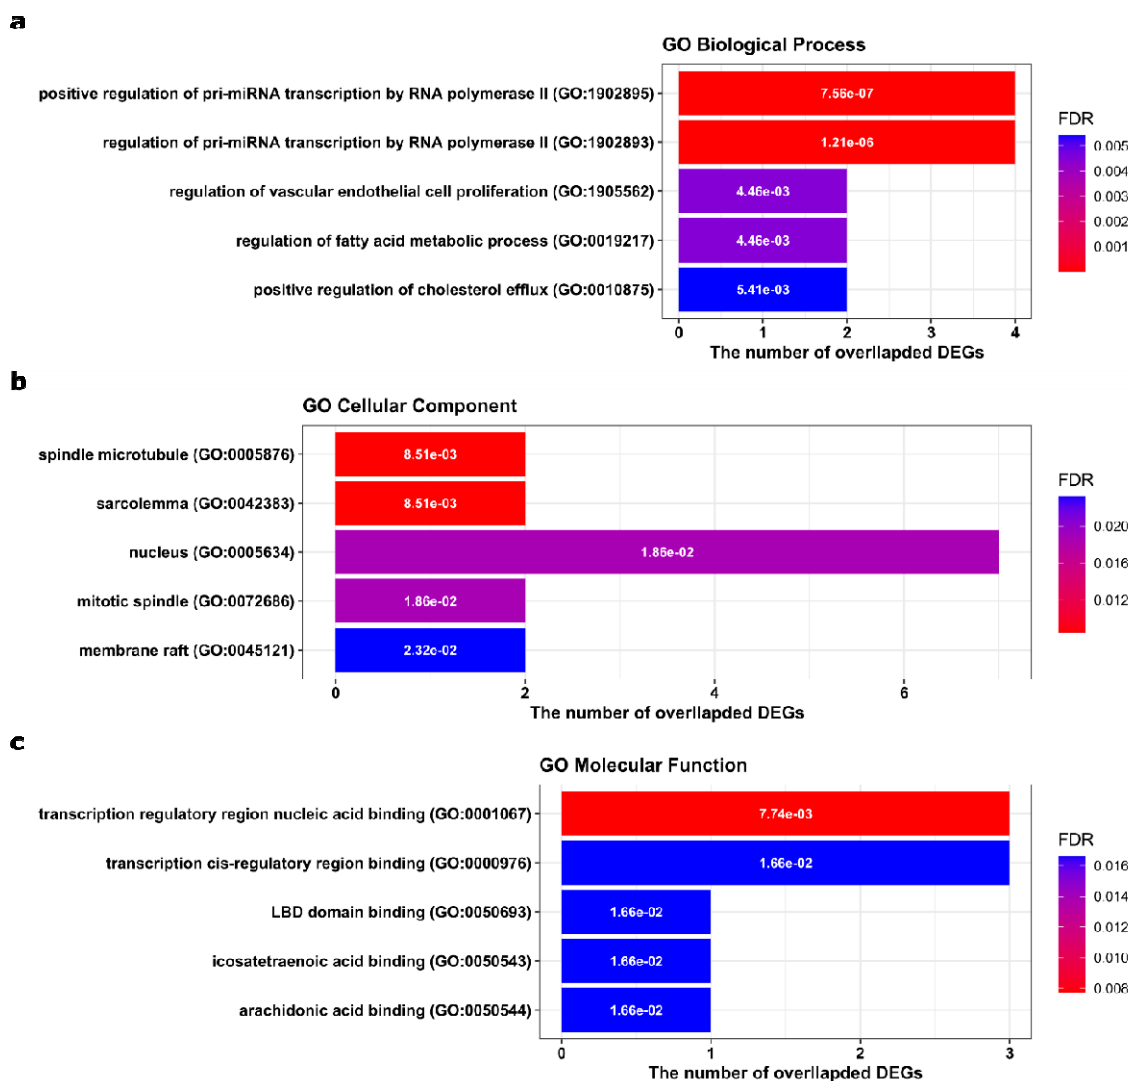 a
GO Biological Process
positive regulation of pri-miRNA transcription by RNA polymerase II (GO:1902895)
7.56e-07
regulation of pri-miRNA transcription by RNA polymerase II (GO:1902893)
1.21e-06
regulation of vascular endothelial cell proliferation (GO:1905562)
4.46e-03
regulation of fatty acid metabolic process (GO:0019217)
4.46e-03
positive regulation of cholesterol efflux (GO:0010875)
5.41e-03
0 1 2 3 4
The number of overllapded DEGs
FDR
0.005
0.004
0.003
0.002
0.001
b
GO Cellular Component
spindle microtubule (GO:0005876)
8.51e-03
sarcolemma (GO:0042383)
8.51e-03
nucleus (GO:0005634)
1.86e-02
mitotic spindle (GO:0072686)
1.86e-02
membrane raft (GO:0045121)
2.32e-02
0 2 4 6
The number of overllapded DEGs
FDR
0.020
0.016
0.012
c
GO Molecular Function
transcription regulatory region nucleic acid binding (GO:0001067)
7.74e-03
transcription cis-regulatory region binding (GO:0000976)
1.66e-02
LBD domain binding (GO:0050693)
1.66e-02
icosatetraenoic acid binding (GO:0050543)
1.66e-02
arachidonic acid binding (GO:0050544)
1.66e-02
0 1 2 3
The number of overllapded DEGs
FDR
0.016
0.014
0.012
0.010
0.008